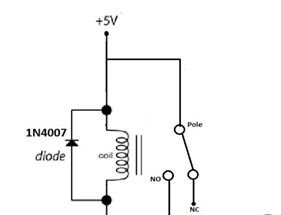 +5V
1N4007
diode
coil
Pole
NO
NC